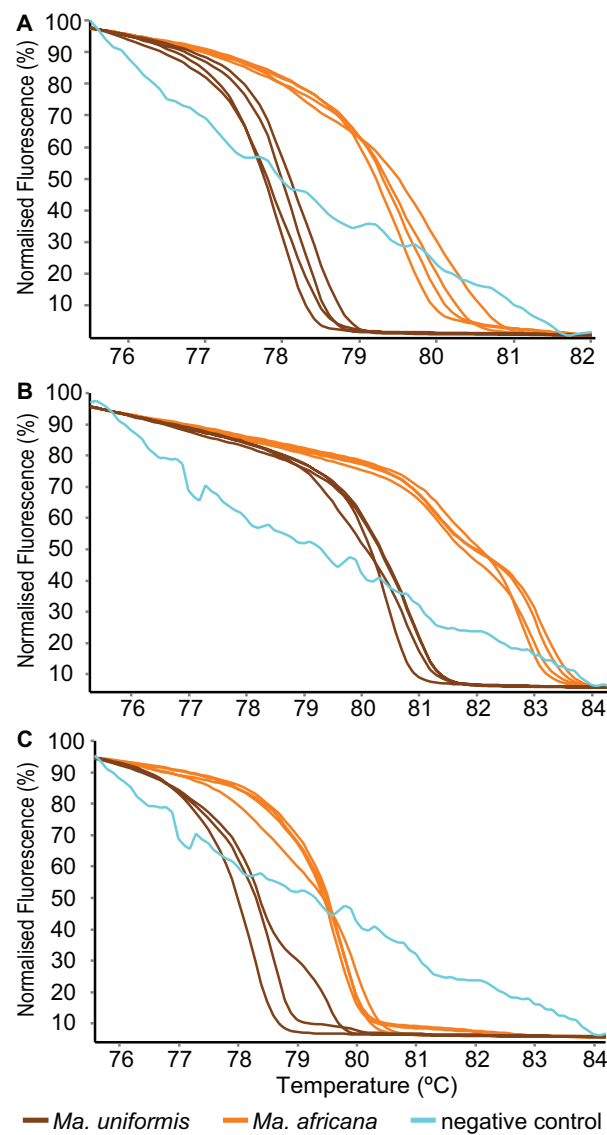 A
Normalised Fluorescence (%)
100
90
80
70
60
50
40
30
20
10
76 77 78 79 80 81 82
B
Normalised Fluorescence (%)
100
90
80
70
60
50
40
30
20
10
76 77 78 79 80 81 82 83 84
C
Normalised Fluorescence (%)
100
90
80
70
60
50
40
30
20
10
76 77 78 79 80 81 82 83 84
Temperature (ºC)
Ma. uniformis Ma. africana negative control